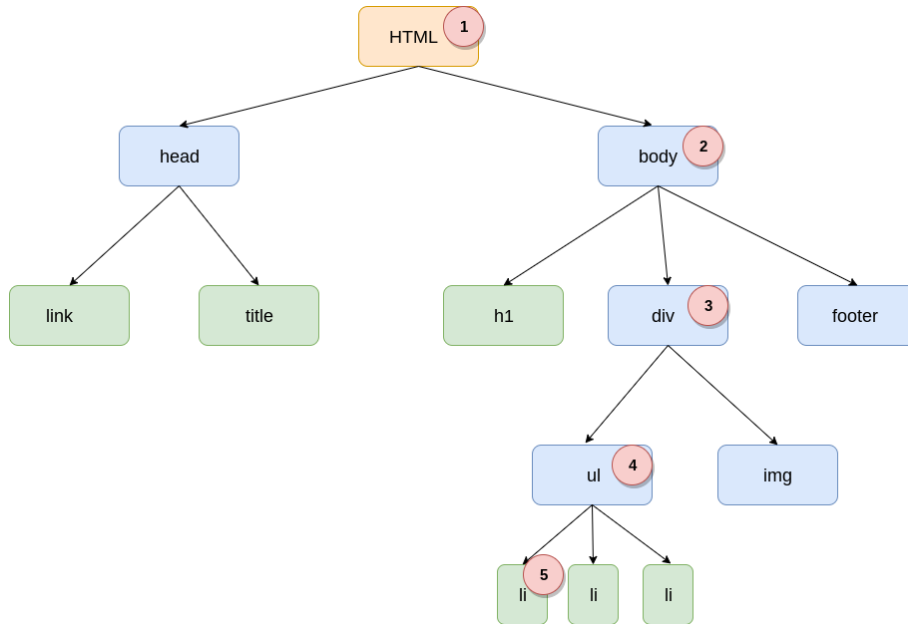 HTML
1
head
body
2
link
title
h1
div
3
footer
ul
4
img
li
5
li
li